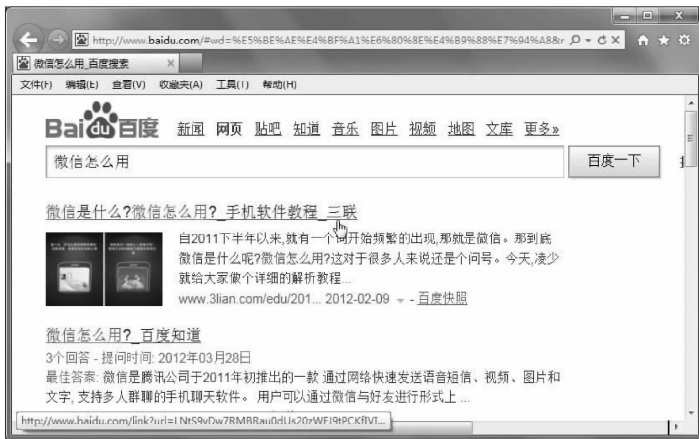 http://www.baidu.com/#wd=%E5%BE%AE%E4%BF%A1%E6%80%8E%E4%B9%88%E7%94%A8&r
微信怎么用_百度搜索
文件(F) 编辑(E) 查看(V) 收藏夹(A) 工具(T) 帮助(H)
Bai du 百度 新闻 网页 贴吧 知道 音乐 图片 视频 地图 文库 更多»
微信怎么用 百度一下
微信是什么?微信怎么用?_手机软件教程_三联
自2011下半年以来,就有一个词开始频繁的出现,那就是微信。那到底
微信是什么呢?微信怎么用?这对于很多人来说还是个问号。今天,凌少
就给大家做个详细的解析教程...
www.3lian.com/edu/201... 2012-02-09 - 百度快照
微信怎么用?_百度知道
3个回答 - 提问时间: 2012年03月28日
最佳答案: 微信是腾讯公司于2011年初推出的一款 通过网络快速发送语音短信、视频、图片和
文字, 支持多人群聊的手机聊天软件。 用户可以通过微信与好友进行形式上 ...